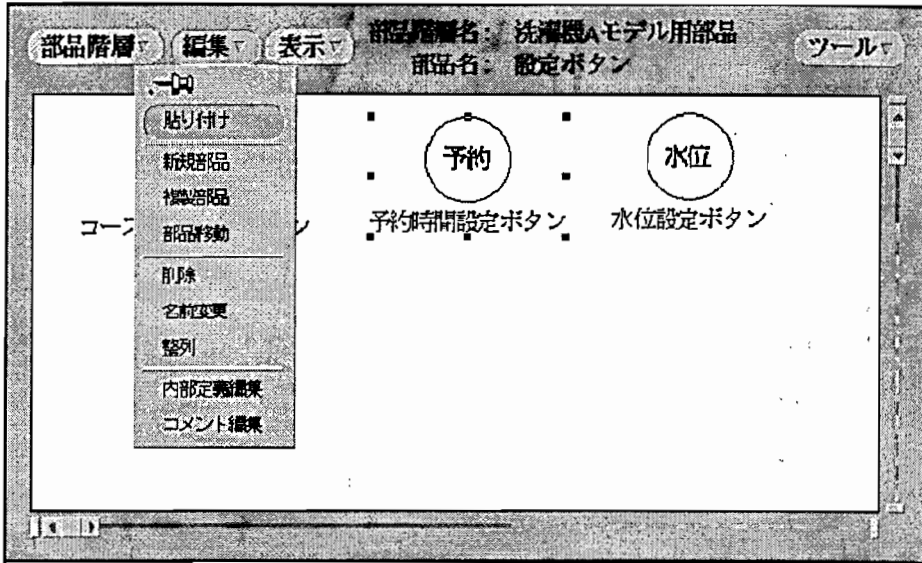 部品階層 編集 表示 部品階層名： 洗濯機Aモデル用部品 ツール
部品名： 設定ボタン
貼り付け
新規部品
複製部品
部品移動
削除
名前変更
整列
内部定義編集
コメント編集
予約
水位
コー
ン
予約時間設定ボタン
水位設定ボタン